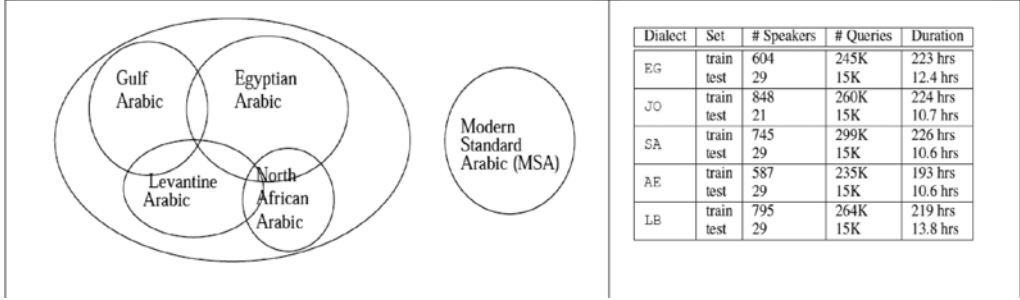 Gulf
Arabic
Egyptian
Arabic
Levantine
Arabic
North
African
Arabic
Modern
Standard
Arabic (MSA)
Dialect Set # Speakers # Queries Duration
EG train 604 245K 223 hrs
test 29 15K 12.4 hrs
JO train 848 260K 224 hrs
test 21 15K 10.7 hrs
SA train 745 299K 226 hrs
test 29 15K 10.6 hrs
AE train 587 235K 193 hrs
test 29 15K 10.6 hrs
LB train 795 264K 219 hrs
test 29 15K 13.8 hrs